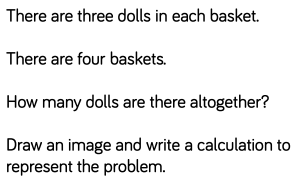 There are three dolls in each basket.
There are four baskets.
How many dolls are there altogether?
Draw an image and write a calculation to
represent the problem.